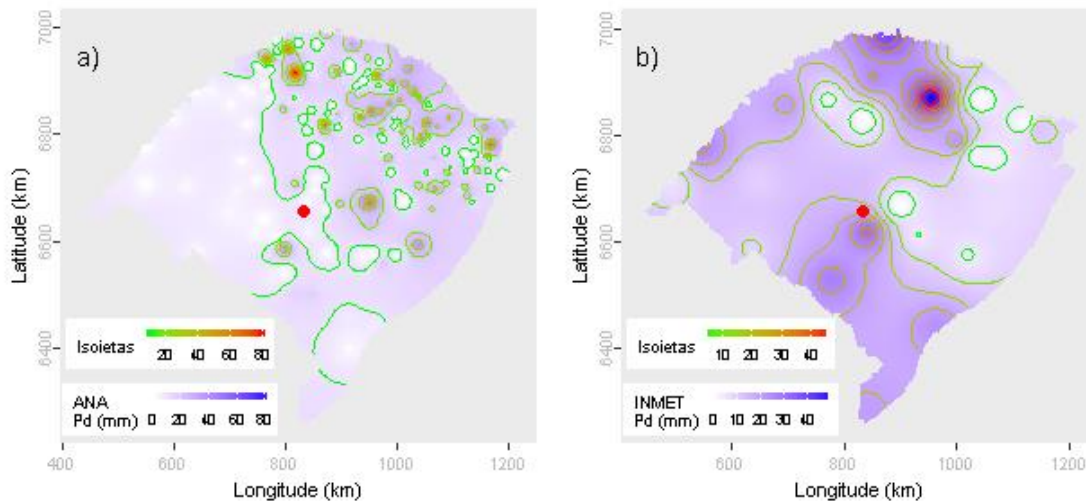 a)
7000
6800
6600
6400
Latitude (km)
Isoietas
20 40 60 80
ANA
Pd (mm) 0 20 40 60 80
400 600 800 1000 1200
Longitude (km)
b)
7000
6800
6600
6400
Latitude (km)
Isoietas
10 20 30 40
INMET
Pd (mm) 0 10 20 30 40
600 800 1000 1200
Longitude (km)